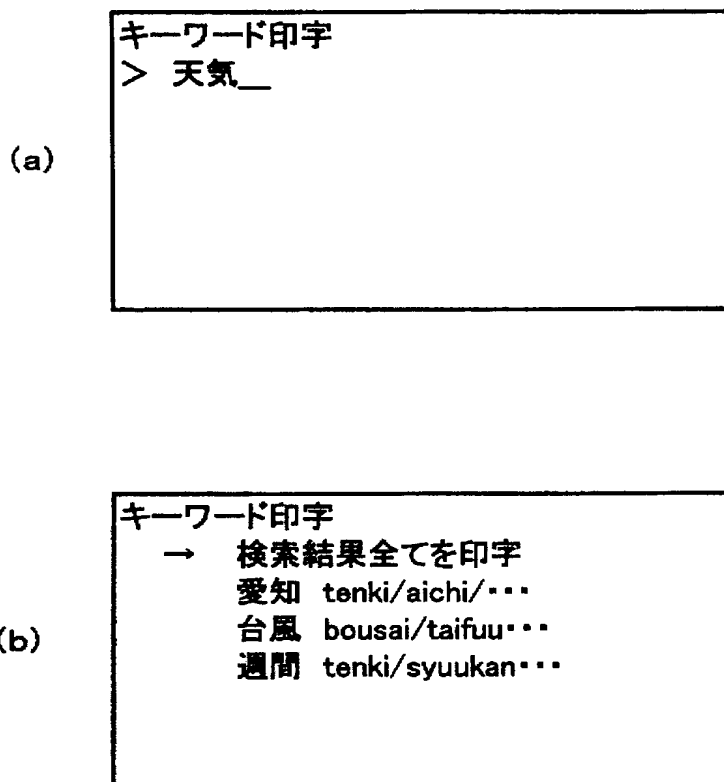 キーワード印字
＞ 天気__
(a)
キーワード印字
→ 検索結果全てを印字
愛知 tenki/aichi/･･･
台風 bousai/taifuu･･･
(b)
週間 tenki/syuukan･･･